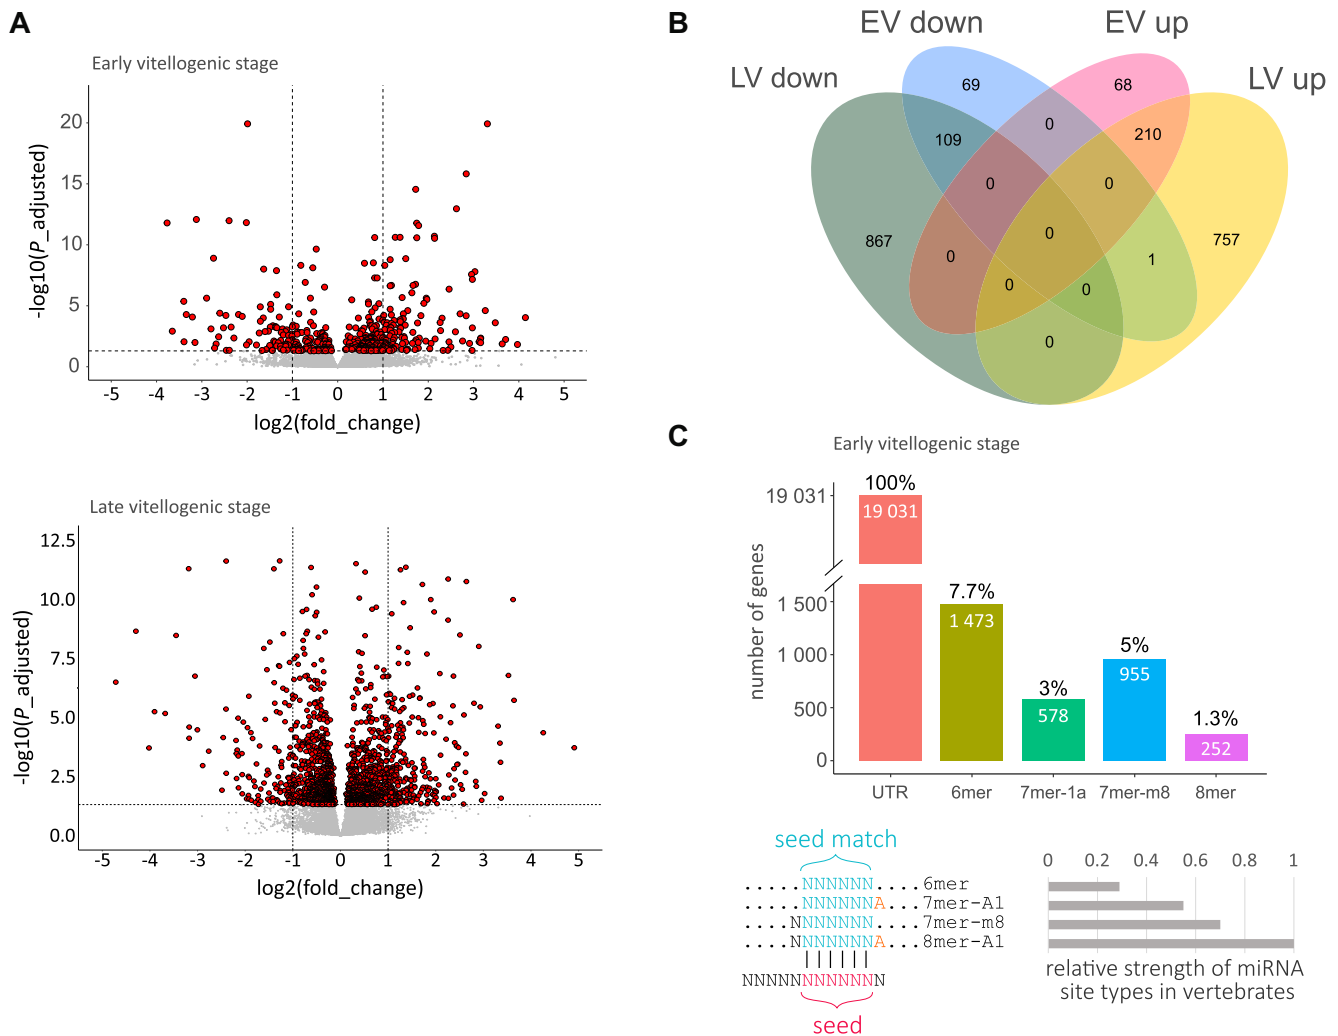 A
Early vitellogenic stage
-log10(P_adjusted)
20
15
10
5
0
-5 -4 -3 -2 -1 0 1 2 3 4 5
log2(fold_change)
Late vitellogenic stage
-log10(P_adjusted)
12.5
10.0
7.5
5.0
2.5
0.0
-5 -4 -3 -2 -1 0 1 2 3 4 5
log2(fold_change)
B
EV down EV up
LV down LV up
69 68
0
109 210
0 0
867 0 757
0 1
0 0
0
C
Early vitellogenic stage
number of genes
19 031
1 500
1 000
500
0
100%
19 031
7.7%
1 473
3%
578
5%
955
1.3%
252
UTR 6mer 7mer-1a 7mer-m8 8mer
seed match
.....NNNNNN....6mer
.....NNNNNNA...7mer-A1
....NNNNNNN....7mer-m8
....NNNNNNNA...8mer-A1
NNNNNNNNNNNN
seed
0 0.2 0.4 0.6 0.8 1
relative strength of miRNA
site types in vertebrates